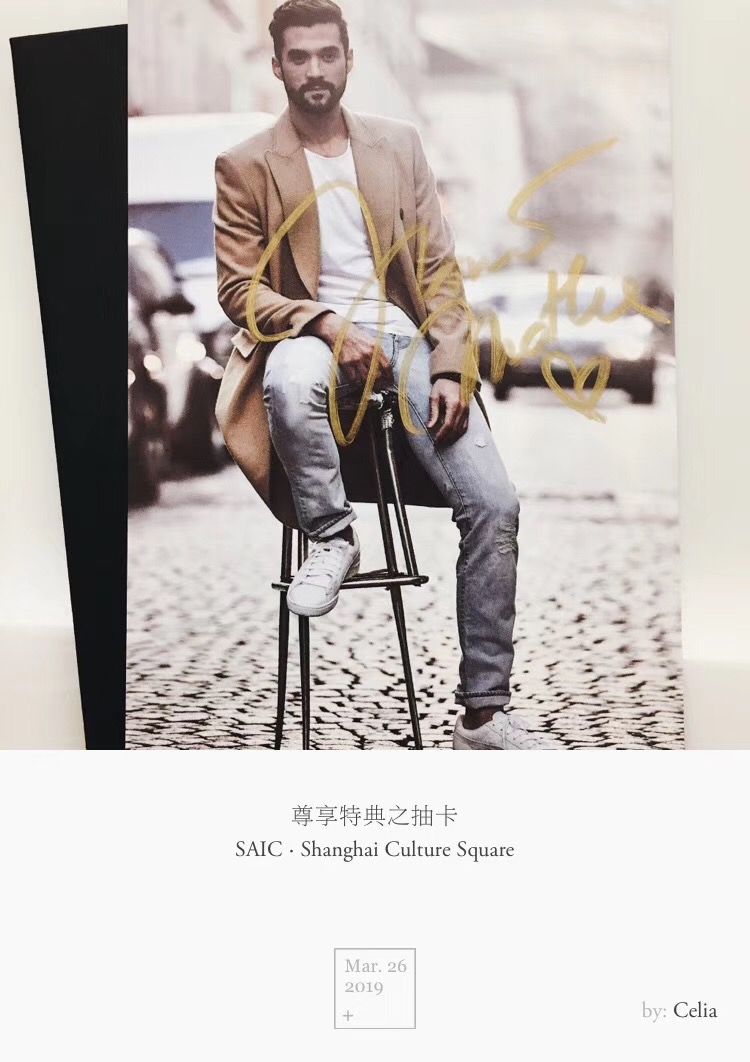 尊享特典之抽卡
SAIC · Shanghai Culture Square
Mar. 26
2019
+
by: Celia